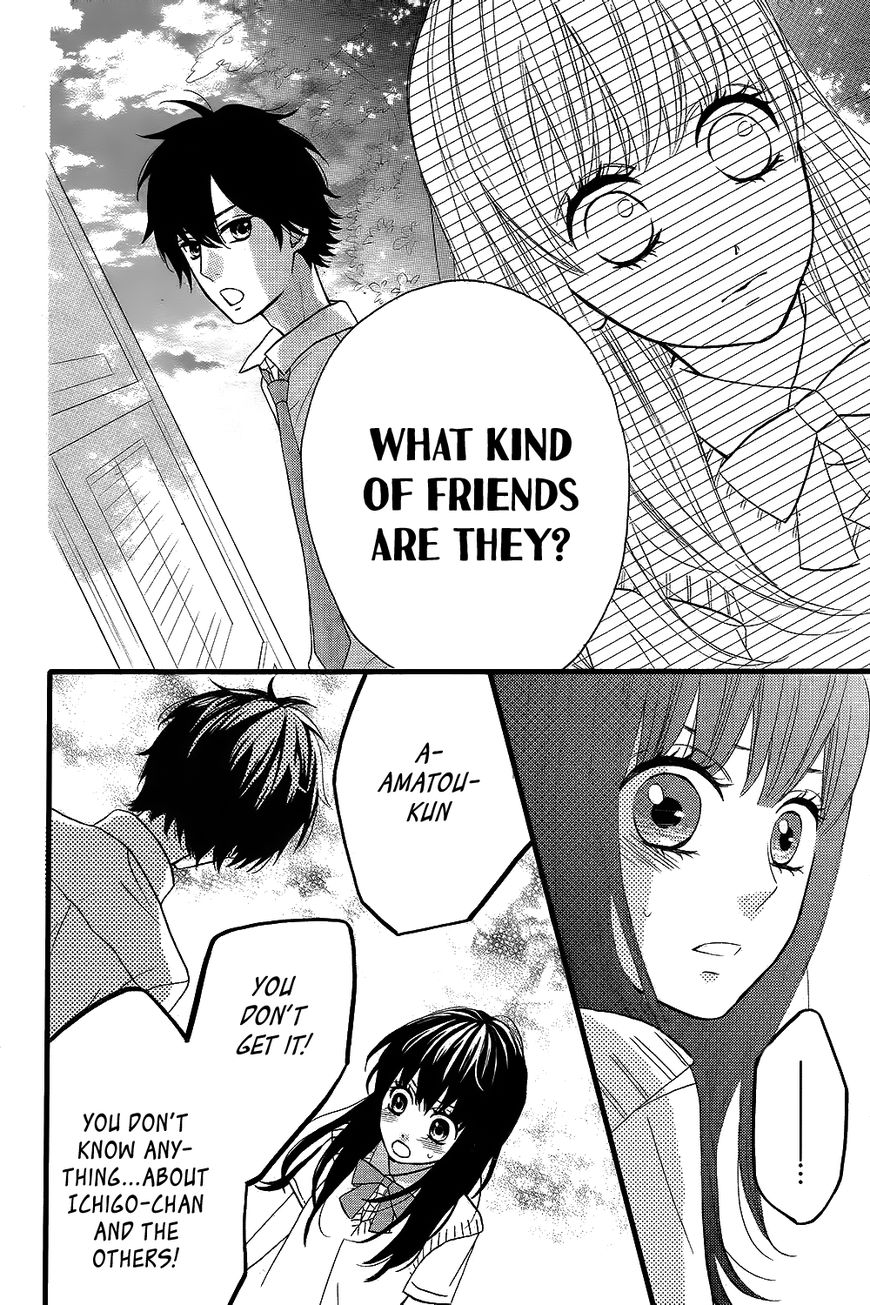 WHAT KIND
OF FRIENDS
ARE THEY?
...
A-
AMATOU-
KUN
YOU
DON'T
GET IT!
YOU DON'T
KNOW ANY-
THING...ABOUT
ICHIGO-CHAN
AND THE
OTHERS!